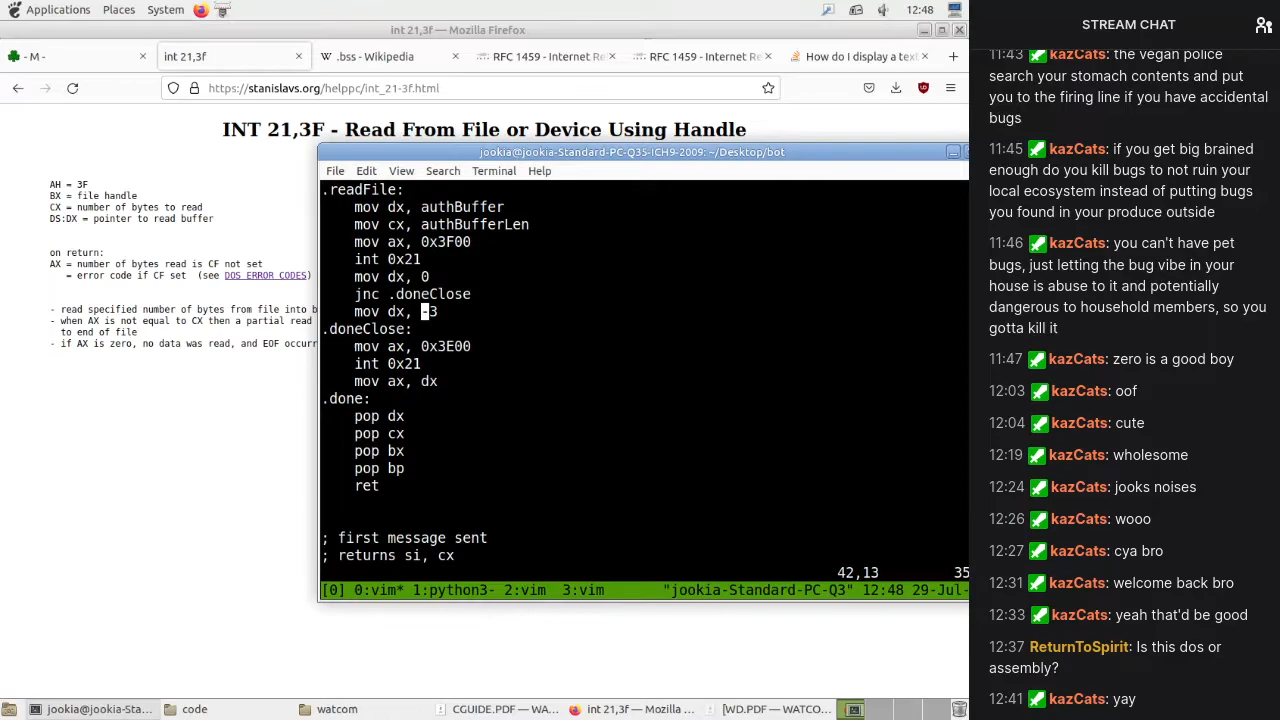 Applications Places System 12:48
int 21,3f — Mozilla Firefox
- M -
int 21,3f
.bss - Wikipedia
RFC 1459 - Internet Re
RFC 1459 - Internet Re
How do I display a text
https://stanislavs.org/helppc/int_21-3f.html
INT 21,3F - Read From File or Device Using Handle
AH = 3F
BX = file handle
CX = number of bytes to read
DS:DX = pointer to read buffer
on return:
AX = number of bytes read is CF not set
= error code if CF set (see DOS ERROR CODES)
- read specified number of bytes from file into b
- when AX is not equal to CX then a partial read
to end of file
- if AX is zero, no data was read, and EOF occurr
jookia@jookia-Standard-PC-Q35-ICH9-2009: ~/Desktop/bot
File Edit View Search Terminal Help
.readFile:
mov dx, authBuffer
mov cx, authBufferLen
mov ax, 0x3F00
int 0x21
mov dx, 0
jnc .doneClose
mov dx, -3
.doneClose:
mov ax, 0x3E00
int 0x21
mov ax, dx
.done:
pop dx
pop cx
pop bx
pop bp
ret
; first message sent
; returns si, cx
42,13 35
[0] 0:vim* 1:python3- 2:vim 3:vim "jookia-Standard-PC-Q3" 12:48 29-Jul-
jookia@jookia-Sta...
code
watcom
CGUIDE.PDF — WA...
int 21,3f — Mozilla ...
[WD.PDF — WATCO...
STREAM CHAT
11:43 kazCats: the vegan police
search your stomach contents and put
you to the firing line if you have accidental
bugs
11:45 kazCats: if you get big brained
enough do you kill bugs to not ruin your
local ecosystem instead of putting bugs
you found in your produce outside
11:46 kazCats: you can't have pet
bugs, just letting the bug vibe in your
house is abuse to it and potentially
dangerous to household members, so you
gotta kill it
11:47 kazCats: zero is a good boy
12:03 kazCats: oof
12:04 kazCats: cute
12:19 kazCats: wholesome
12:24 kazCats: jooks noises
12:26 kazCats: wooo
12:27 kazCats: cya bro
12:31 kazCats: welcome back bro
12:33 kazCats: yeah that'd be good
12:37 ReturnToSpirit: Is this dos or
assembly?
12:41 kazCats: yay